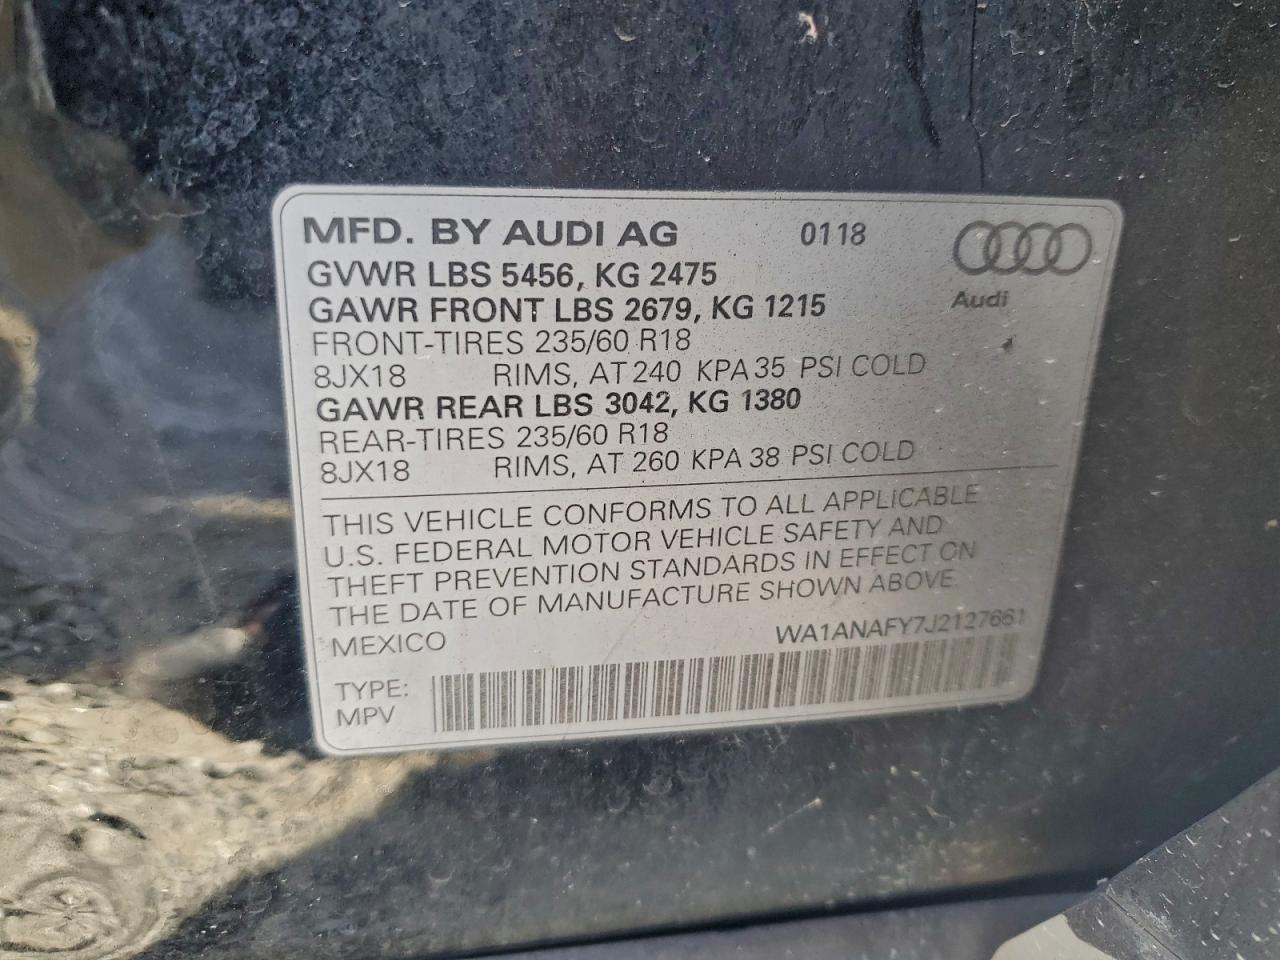 MFD. BY AUDI AG 0118
GVWR LBS 5456, KG 2475
Audi
GAWR FRONT LBS 2679, KG 1215
FRONT-TIRES 235/60 R18
8JX18 RIMS, AT 240 KPA 35 PSI COLD
GAWR REAR LBS 3042, KG 1380
REAR-TIRES 235/60 R18
8JX18 RIMS, AT 260 KPA 38 PSI COLD
THIS VEHICLE CONFORMS TO ALL APPLICABLE
U.S. FEDERAL MOTOR VEHICLE SAFETY AND
THEFT PREVENTION STANDARDS IN EFFECT ON
THE DATE OF MANUFACTURE SHOWN ABOVE.
MEXICO WA1ANAFY7J2127661
TYPE:
MPV